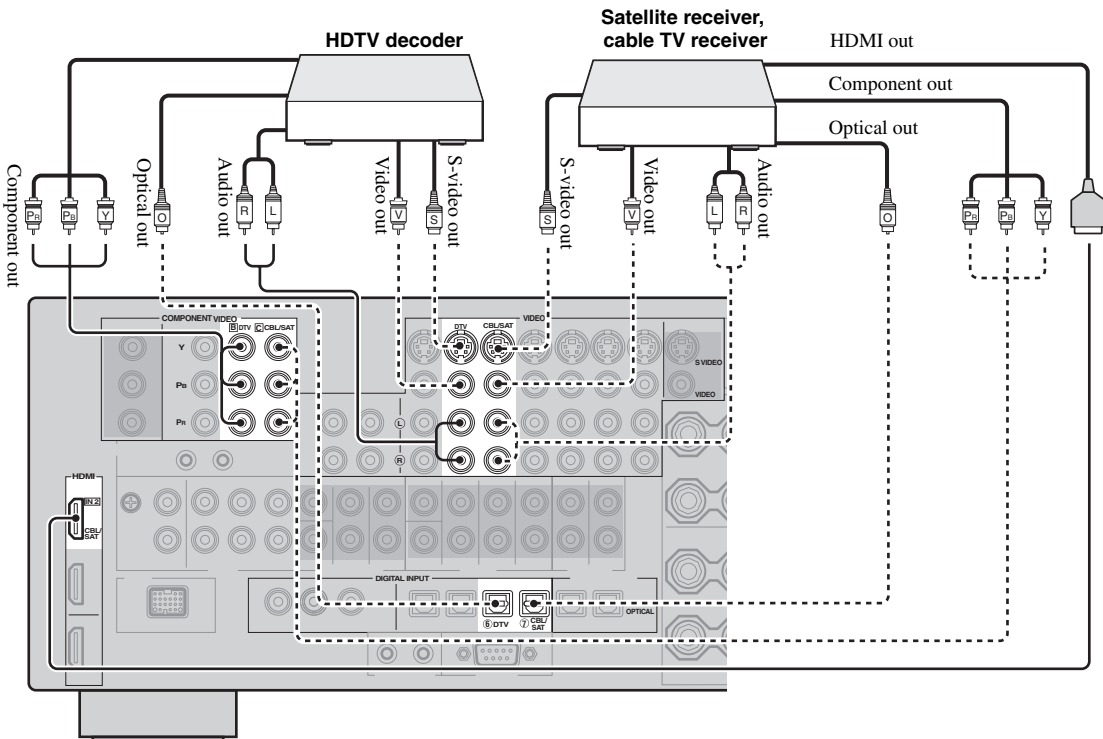 Satellite receiver,
cable TV receiver
HDTV decoder
HDMI out
Component out
Optical out
Component out
Optical out
Audio out
Video out
S-video out
S-video out
Video out
Audio out
PR
PB
Y
O
R
L
V
S
S
V
L
R
O
PR
PB
Y
COMPONENT VIDEO
B DTV
C CBL/SAT
Y
PB
PR
VIDEO
DTV
CBL/SAT
S VIDEO
VIDEO
L
R
HDMI
IN 2
CBL/
SAT
DIGITAL INPUT
6 DTV
7 CBL/
SAT
OPTICAL